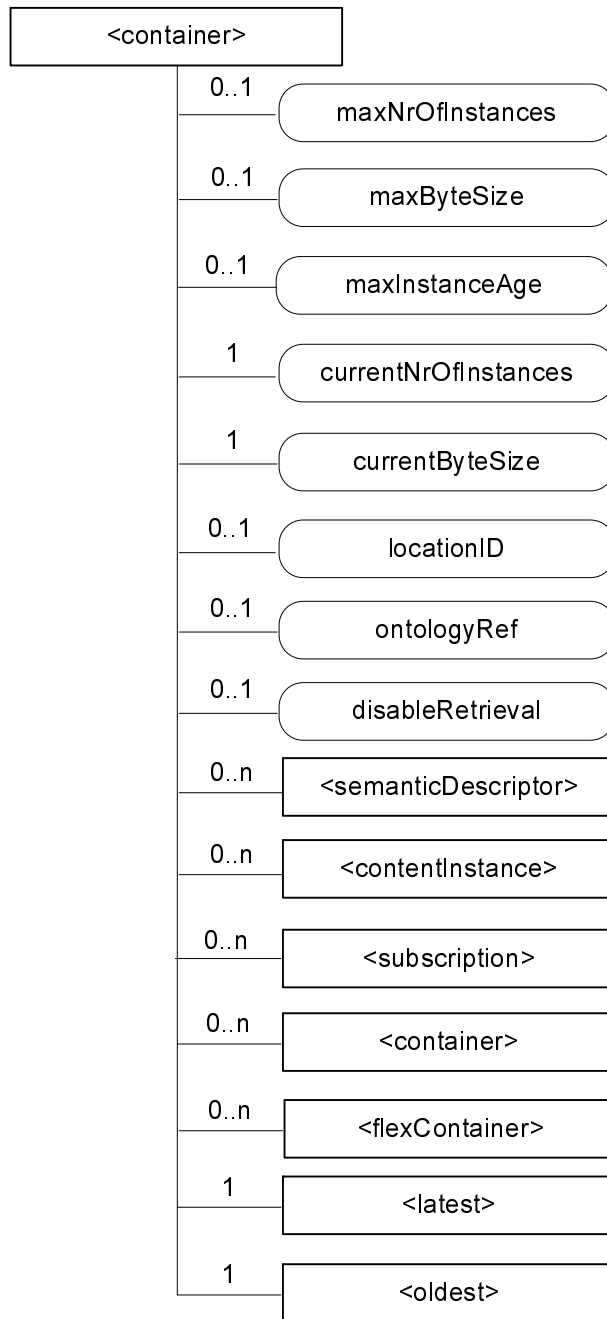 <container>
0..1
maxNrOfInstances
0..1
maxByteSize
0..1
maxInstanceAge
1
currentNrOfInstances
1
currentByteSize
0..1
locationID
0..1
ontologyRef
0..1
disableRetrieval
0..n
<semanticDescriptor>
0..n
<contentInstance>
0..n
<subscription>
0..n
<container>
0..n
<flexContainer>
1
<latest>
1
<oldest>